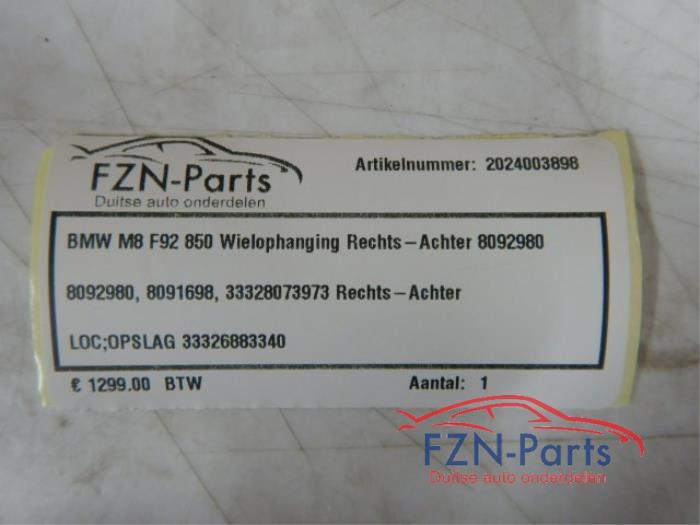 FZN-Parts
Duitse auto onderdelen
Artikelnummer: 2024003898
BMW M8 F92 850 Wielophanging Rechts-Achter 8092980
8092980, 8091698, 33328073973 Rechts-Achter
LOC;OPSLAG 33326883340
€ 1299.00 BTW
Aantal: 1
FZN-Parts
Duitse auto onderdelen